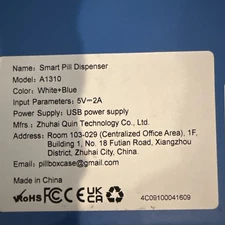 Name: Smart Pill Dispenser
Model: A1310
Color: White+Blue
Input Parameters: 5V⎓2A
Power Supply: USB power supply
Mfrs: Zhuhai Quin Technology Co., Ltd.
Address: Room 103-029 (Centralized Office Area), 1F,
Building 1, No. 18 Futian Road, Xiangzhou
District, Zhuhai City, China.
Email: pillboxcase@gmail.com
Made in China
RoHS FC CE UK CA
4C09100041609